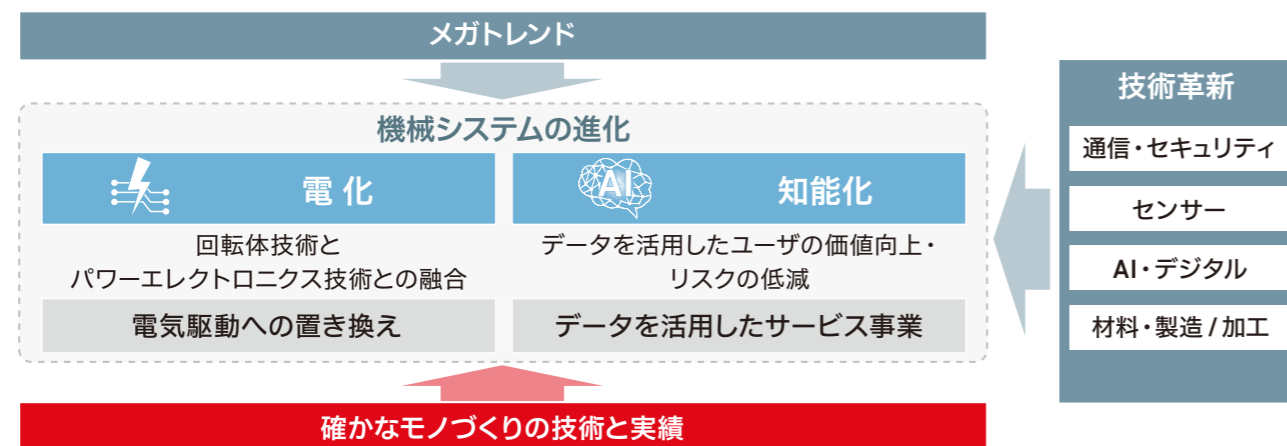 メガトレンド
機械システムの進化
電化
回転体技術と
パワーエレクトロニクス技術との融合
電気駆動への置き換え
AI
知能化
データを活用したユーザの価値向上・
リスクの低減
データを活用したサービス事業
確かなモノづくりの技術と実績
技術革新
通信・セキュリティ
センサー
AI・デジタル
材料・製造/加工